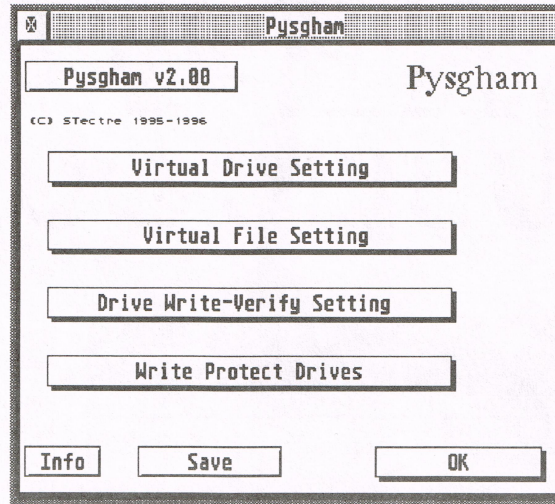 Pysgham
Pysgham v2.00
Pysgham
(C) STectre 1995-1996
Virtual Drive Setting
Virtual File Setting
Drive Write-Verify Setting
Write Protect Drives
Info
Save
OK